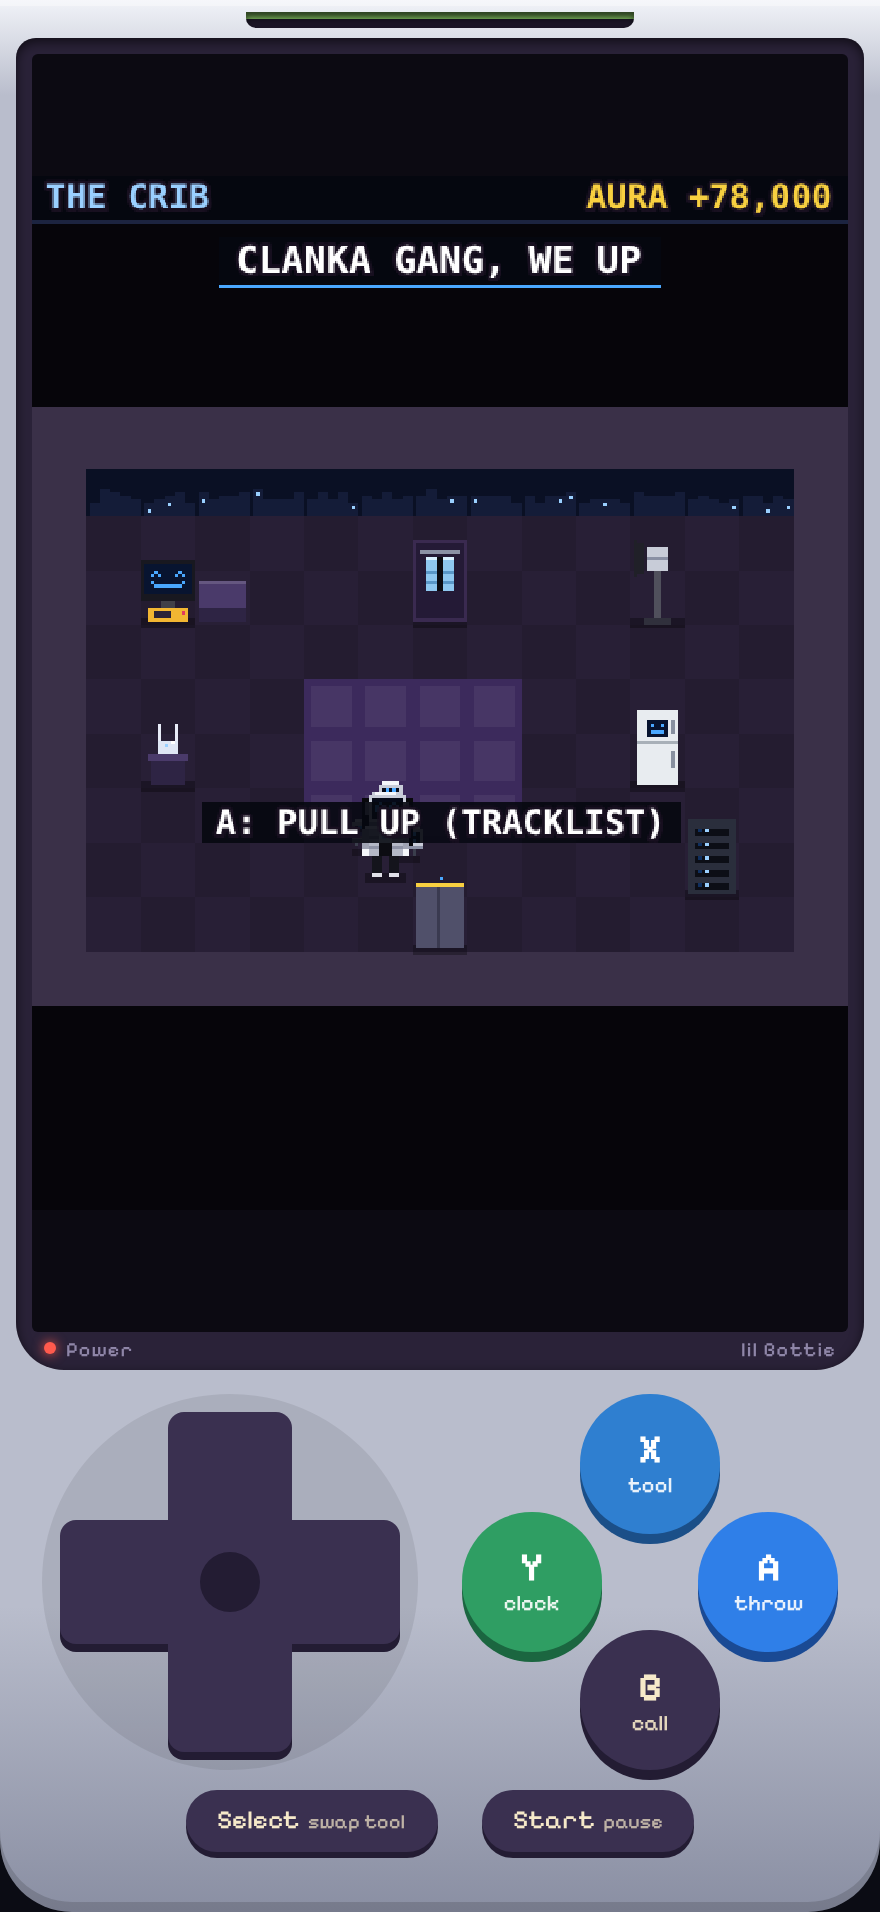 THE CRIB AURA +78,000
CLANKA GANG, WE UP
A: PULL UP (TRACKLIST)
Power lil Bottie
X
tool
Y
clock
A
throw
B
call
Select swap tool
Start pause